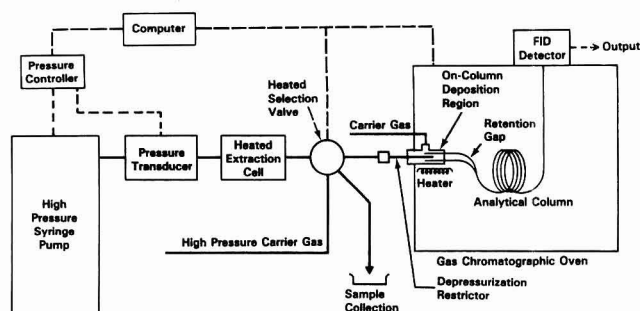 Computer
FID
Detector
Output
Pressure
Controller
Heated
Selection
Valve
On-Column
Deposition
Region
Carrier Gas
Retention
Gap
Pressure
Transducer
Heated
Extraction
Cell
Heater
Analytical Column
High
Pressure
Syringe
Pump
High Pressure Carrier Gas
Gas Chromatographic Oven
Sample
Collection
Depressurization
Restrictor